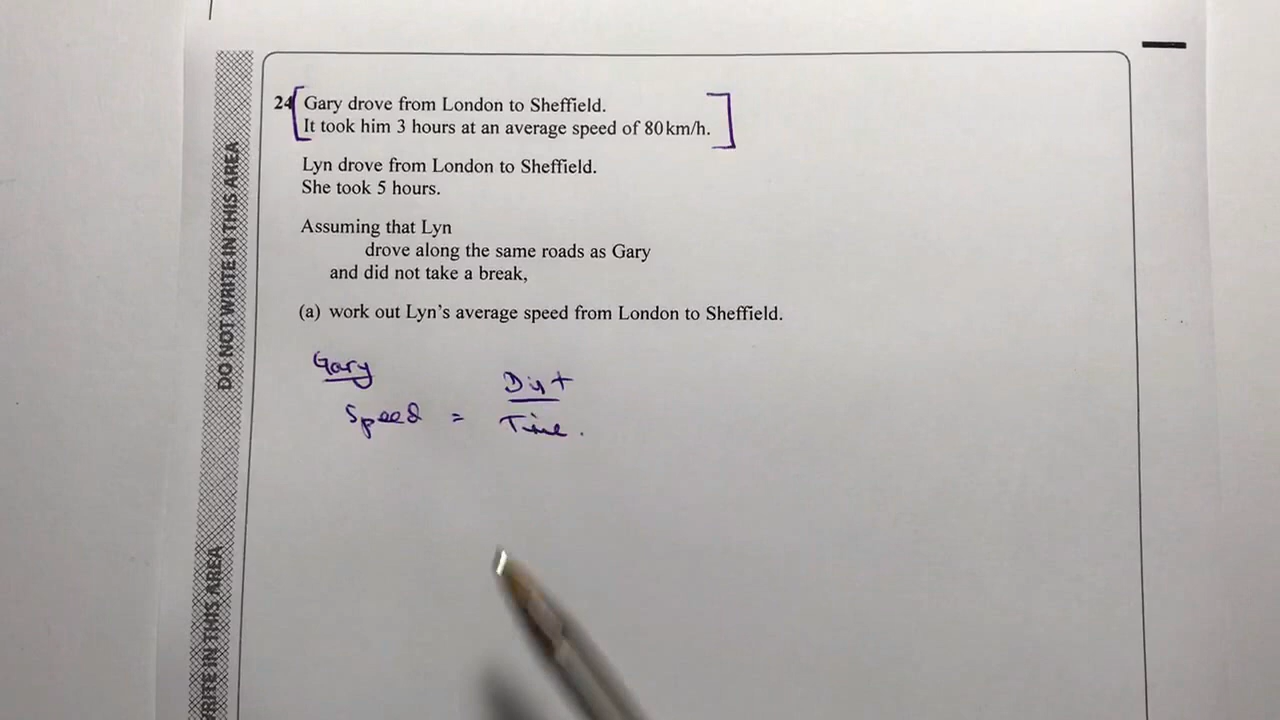 24 Gary drove from London to Sheffield.
It took him 3 hours at an average speed of 80 km/h.
Lyn drove from London to Sheffield.
She took 5 hours.
Assuming that Lyn
drove along the same roads as Gary
and did not take a break,
(a) work out Lyn's average speed from London to Sheffield.
Gary
Speed = Dist
Time.
DO NOT WRITE IN THIS AREA
WRITE IN THIS AREA